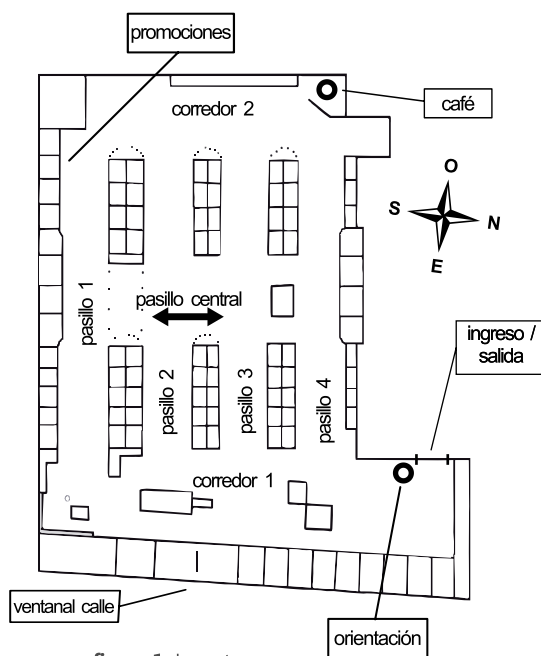 promociones
corredor 2
café
O
S
N
E
pasillo central
pasillo 1
ingreso /
salida
pasillo 2
pasillo 3
pasillo 4
corredor 1
ventanal calle
orientación